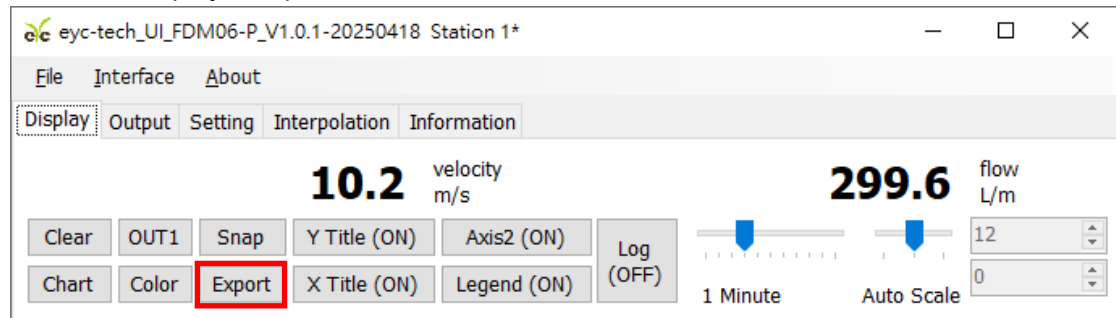 eyc-tech_UI_FDM06-P_V1.0.1-20250418 Station 1*
File Interface About
Display Output Setting Interpolation Information
10.2 velocity m/s 299.6 flow L/m
Clear OUT1 Snap Y Title (ON) Axis2 (ON) Log (OFF) 12
Chart Color Export X Title (ON) Legend (ON) 1 Minute Auto Scale 0